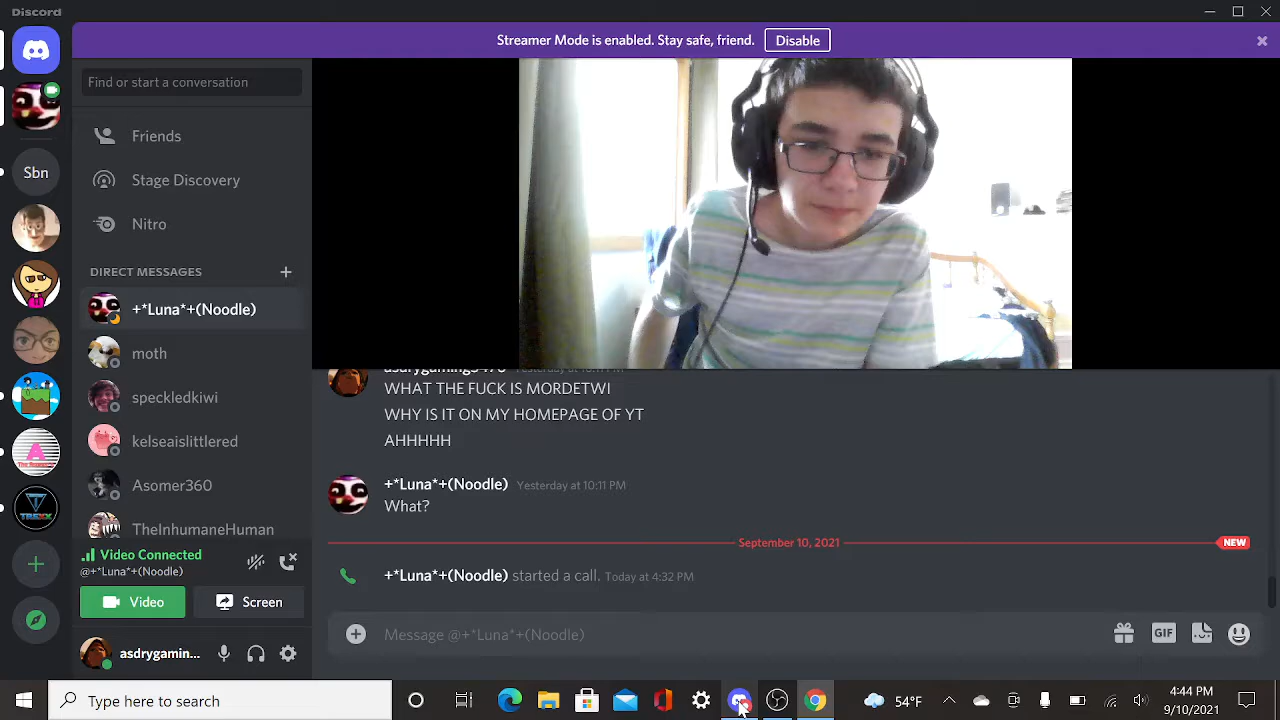 Discord
Streamer Mode is enabled. Stay safe, friend. Disable
Find or start a conversation
Friends
Sbn
Stage Discovery
Nitro
DIRECT MESSAGES
+*Luna*+(Noodle)
moth
speckledkiwi
kelseaislittlered
Asomer360
TheInhumaneHuman
Video Connected
@+*Luna*+(Noodle)
Video
Screen
asdrygamin...
WHAT THE FUCK IS MORDETWI
WHY IS IT ON MY HOMEPAGE OF YT
AHHHHH
+*Luna*+(Noodle) Yesterday at 10:11 PM
What?
September 10, 2021
NEW
+*Luna*+(Noodle) started a call. Today at 4:32 PM
Message @+*Luna*+(Noodle)
GIF
Type here to search
54°F
4:44 PM
9/10/2021